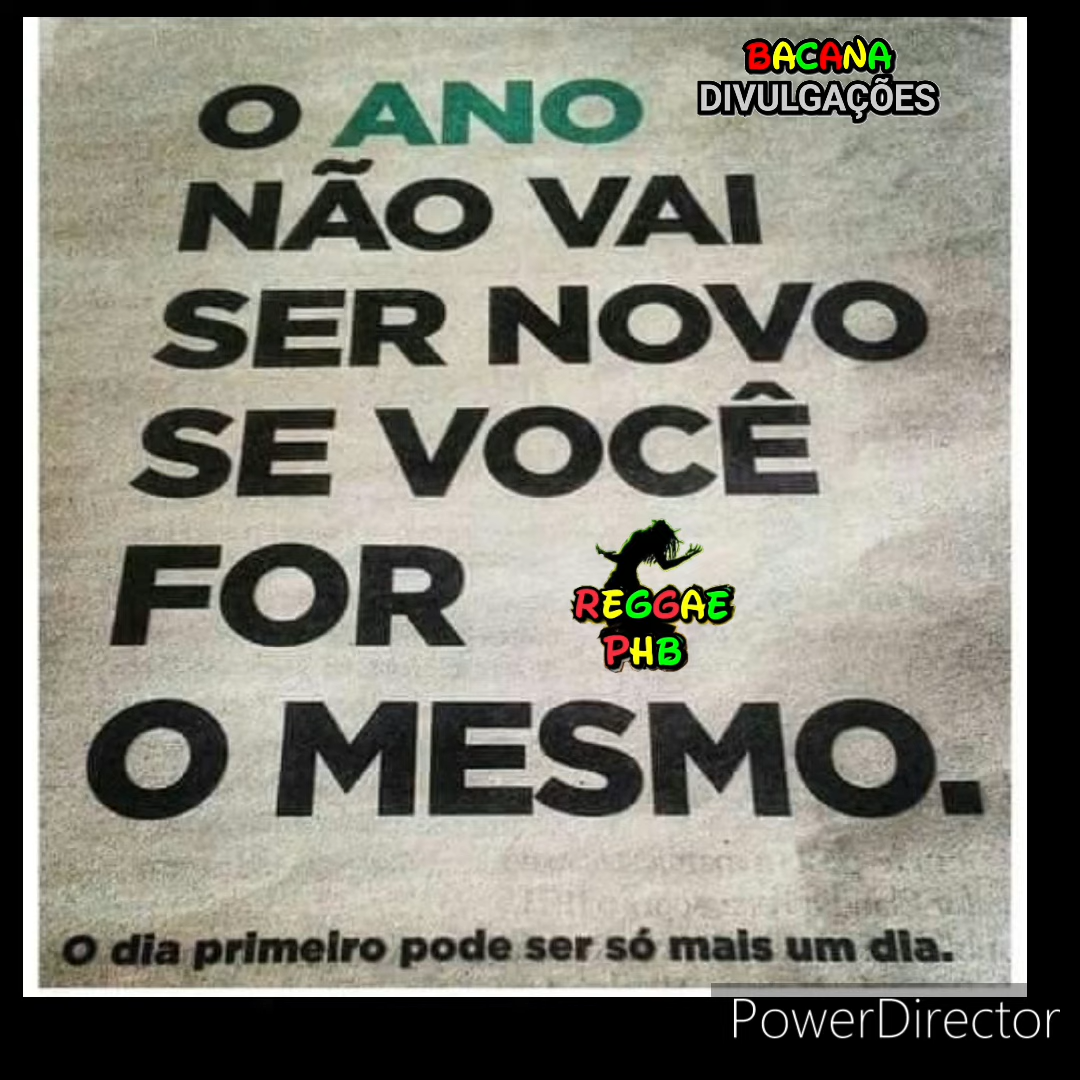 BACANA
DIVULGAÇÕES
O ANO
NÃO VAI
SER NOVO
SE VOCÊ
FOR
REGGAE
PHB
O MESMO.
O dia primeiro pode ser só mais um dia.
PowerDirector